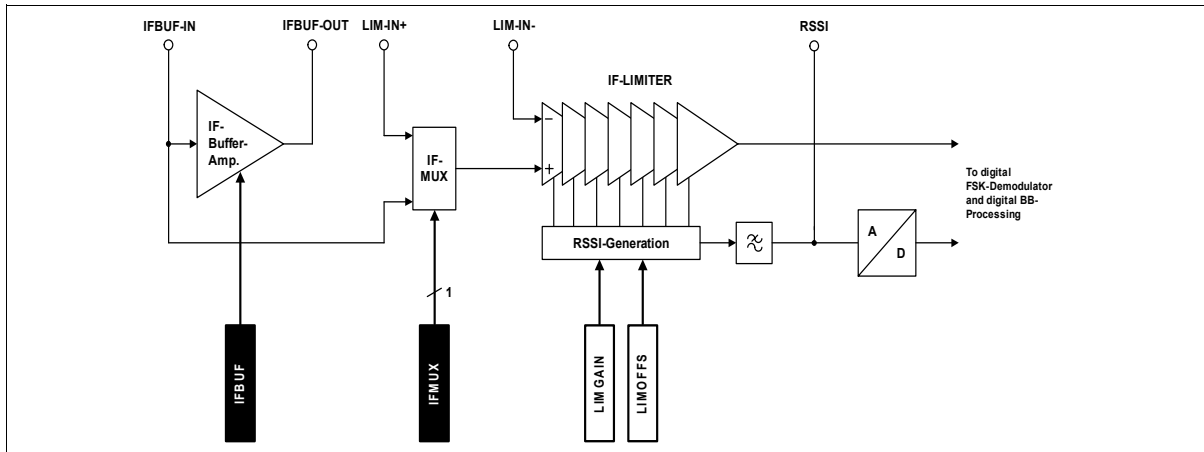 IFBUF-IN
IFBUF-OUT
LIM-IN+
LIM-IN-
RSSI
IF-LIMITER
IF-
Buffer-
Amp.
IF-
MUX
−
+
To digital
FSK-Demodulator
and digital BB-
Processing
RSSI-Generation
A
D
1
IFBUF
IFMUX
LIMGAIN
LIMOFFS